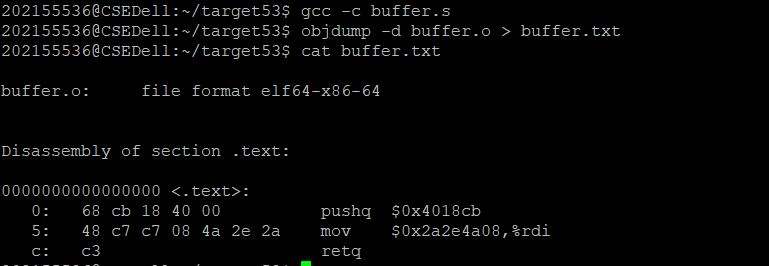 202155536@CSEDell:~/target53$ gcc -c buffer.s
202155536@CSEDell:~/target53$ objdump -d buffer.o > buffer.txt
202155536@CSEDell:~/target53$ cat buffer.txt
buffer.o:     file format elf64-x86-64
Disassembly of section .text:
0000000000000000 <.text>:
   0:   68 cb 18 40 00          pushq  $0x4018cb
   5:   48 c7 c7 08 4a 2e 2a    mov    $0x2a2e4a08,%rdi
   c:   c3                      retq